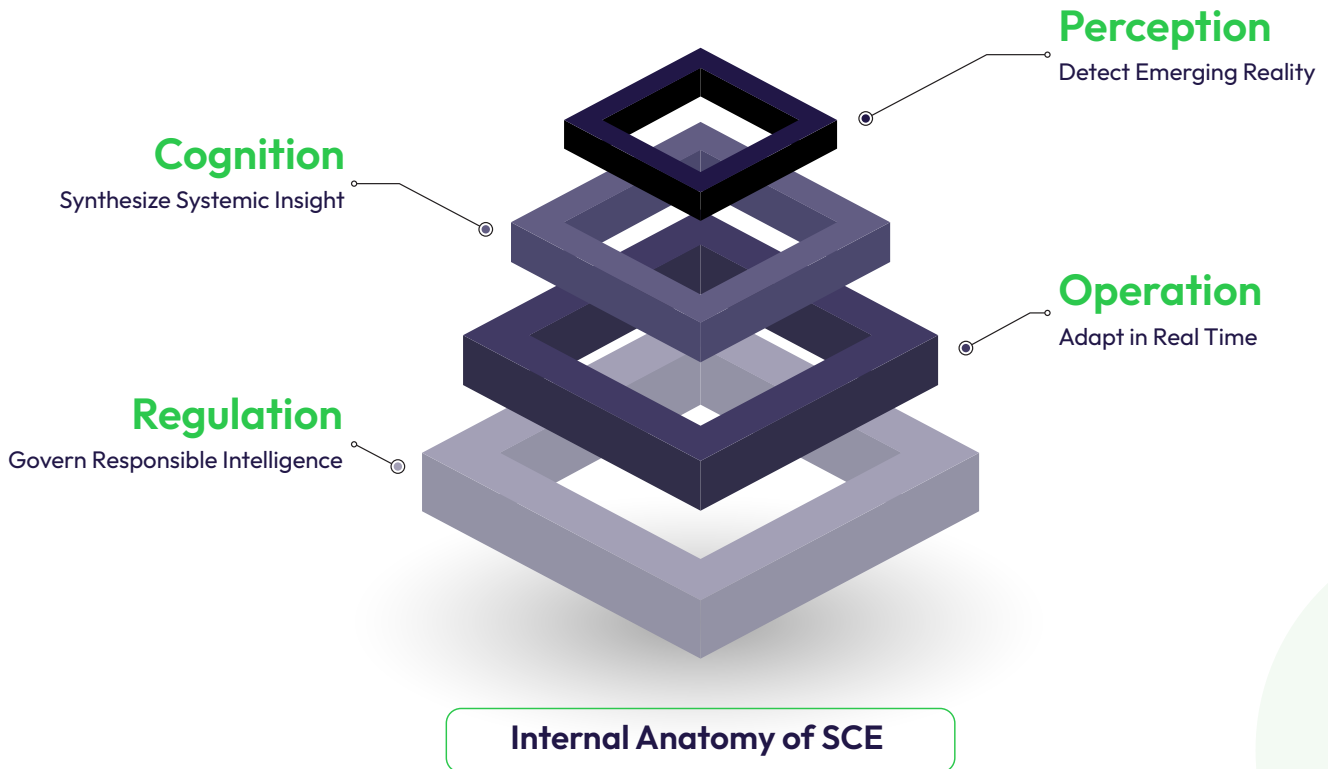 Perception
Detect Emerging Reality
Cognition
Synthesize Systemic Insight
Operation
Adapt in Real Time
Regulation
Govern Responsible Intelligence
Internal Anatomy of SCE